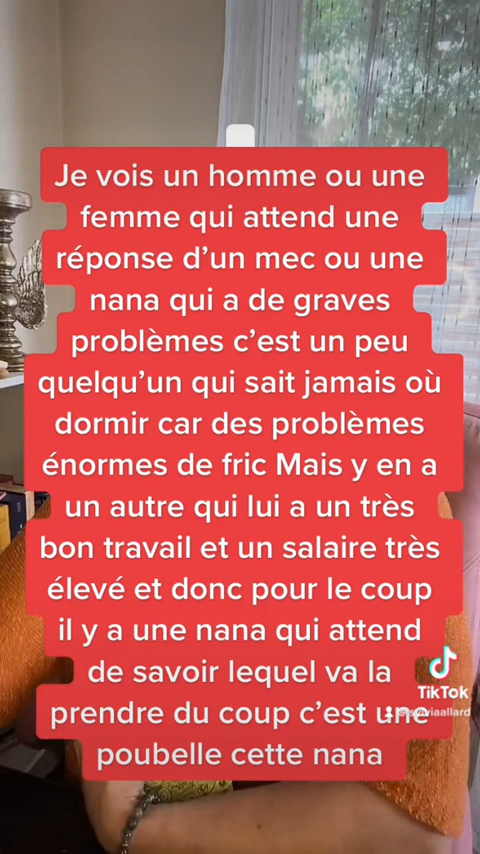 Je vois un homme ou une
femme qui attend une
réponse d’un mec ou une
nana qui a de graves
problèmes c’est un peu
quelqu’un qui sait jamais où
dormir car des problèmes
énormes de fric Mais y en a
un autre qui lui a un très
bon travail et un salaire très
élevé et donc pour le coup
il y a une nana qui attend
de savoir lequel va la
prendre du coup c’est une
poubelle cette nana
TikTok
@sylviaallard